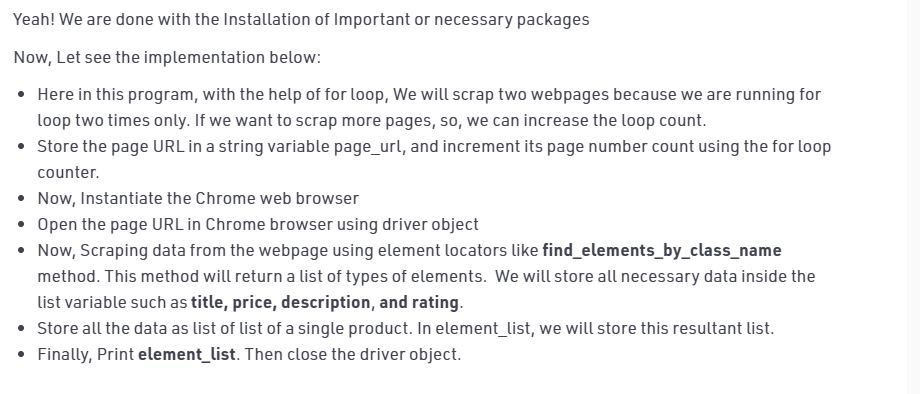 Yeah! We are done with the Installation of Important or necessary packages
Now, Let see the implementation below:
• Here in this program, with the help of for loop, We will scrap two webpages because we are running for
loop two times only. If we want to scrap more pages, so, we can increase the loop count.
• Store the page URL in a string variable page_url, and increment its page number count using the for loop
counter.
• Now, Instantiate the Chrome web browser
• Open the page URL in Chrome browser using driver object
• Now, Scraping data from the webpage using element locators like find_elements_by_class_name
method. This method will return a list of types of elements.  We will store all necessary data inside the
list variable such as title, price, description, and rating.
• Store all the data as list of list of a single product. In element_list, we will store this resultant list.
• Finally, Print element_list. Then close the driver object.